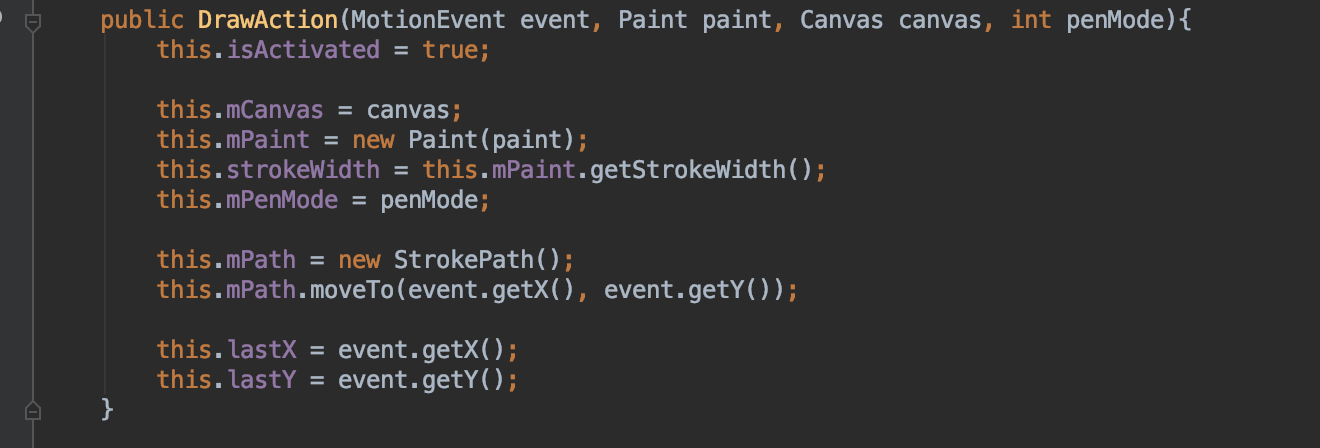 public DrawAction(MotionEvent event, Paint paint, Canvas canvas, int penMode){
this.isActivated = true;
this.mCanvas = canvas;
this.mPaint = new Paint(paint);
this.strokeWidth = this.mPaint.getStrokeWidth();
this.mPenMode = penMode;
this.mPath = new StrokePath();
this.mPath.moveTo(event.getX(), event.getY());
this.lastX = event.getX();
this.lastY = event.getY();
}